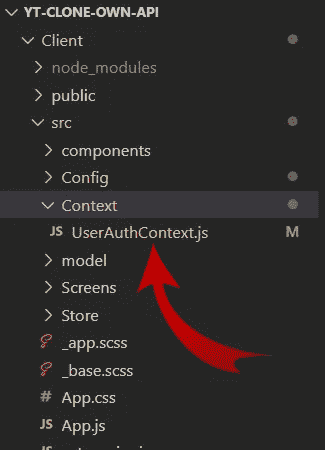 YT-CLONE-OWN-API
Client
node_modules
public
src
components
Config
Context
JS UserAuthContext.js M
model
Screens
Store
_app.scss
_base.scss
# App.css
JS App.js